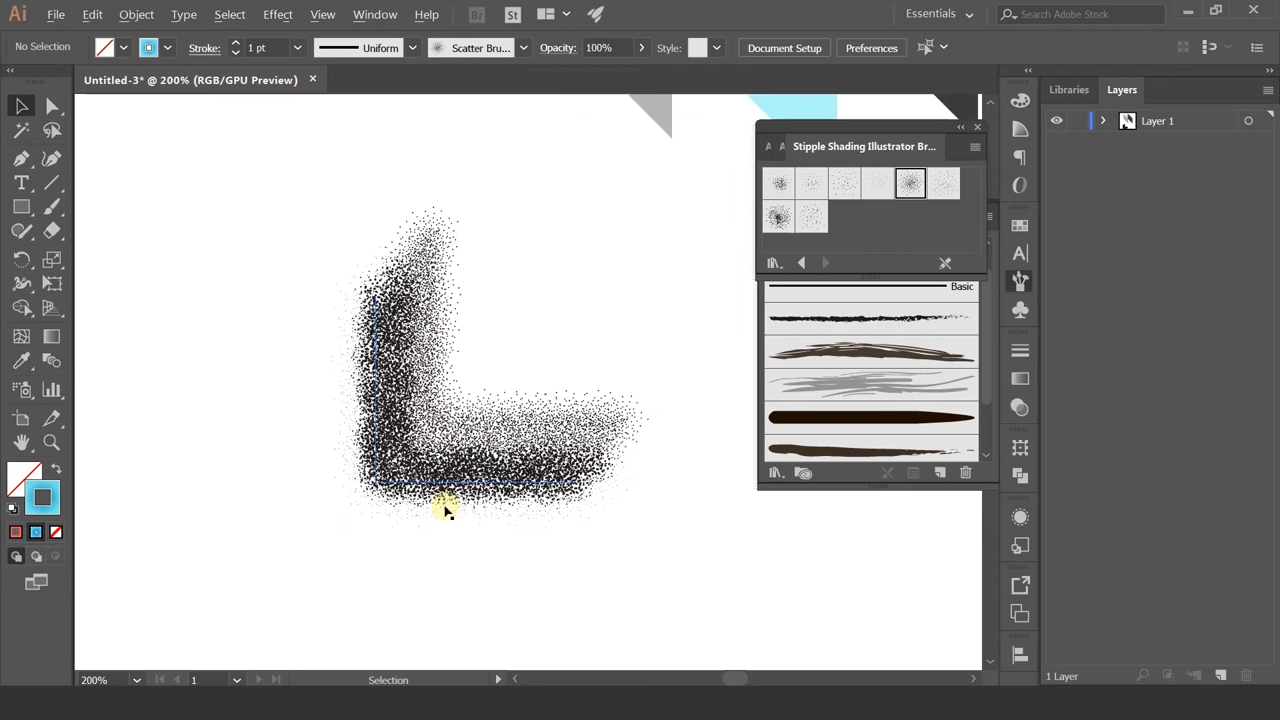 Ai File Edit Object Type Select Effect View Window Help Br St Essentials Search Adobe Stock
No Selection Stroke: 1 pt Uniform Scatter Bru... Opacity: 100% Style: Document Setup Preferences
Untitled-3* @ 200% (RGB/GPU Preview)
Libraries Layers
Layer 1
A A Stipple Shading Illustrator Br...
Basic
200% 1 Selection
1 Layer